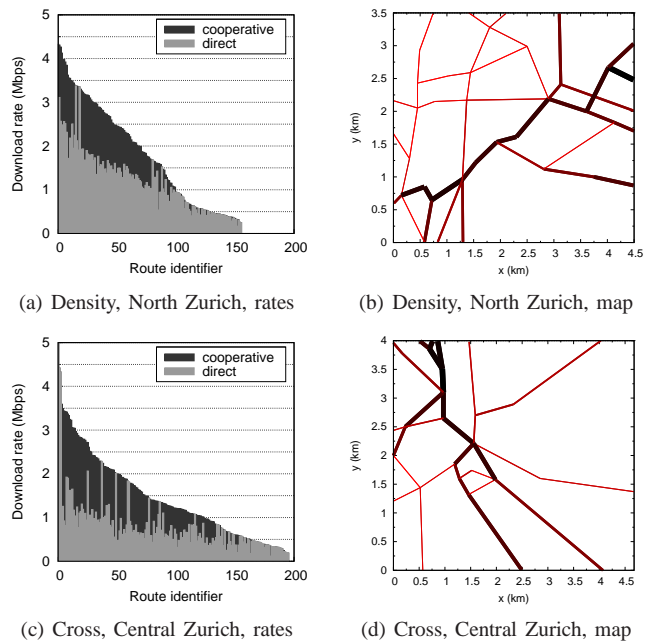 5
4
3
2
1
0
Download rate (Mbps)
cooperative
direct
0 50 100 150 200
Route identifier
(a) Density, North Zurich, rates
3.5
3
2.5
2
1.5
1
0.5
0
y (km)
0 0.5 1 1.5 2 2.5 3 3.5 4 4.5
x (km)
(b) Density, North Zurich, map
5
4
3
2
1
0
Download rate (Mbps)
cooperative
direct
0 50 100 150 200
Route identifier
(c) Cross, Central Zurich, rates
4
3.5
3
2.5
2
1.5
1
0.5
0
y (km)
0 0.5 1 1.5 2 2.5 3 3.5 4 4.5
x (km)
(d) Cross, Central Zurich, map